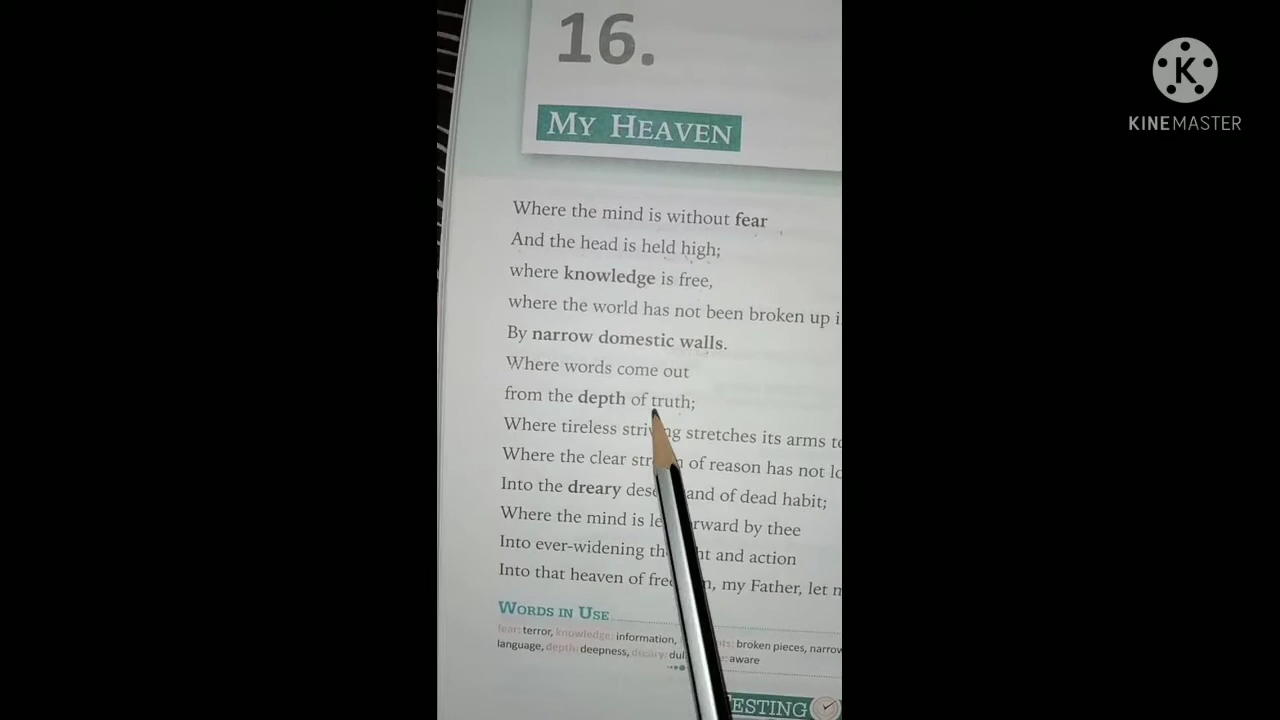 16.
MY HEAVEN
Where the mind is without fear
And the head is held high;
where knowledge is free,
where the world has not been broken up
By narrow domestic walls.
Where words come out
from the depth of truth;
Where tireless striving stretches its arms
Where the clear stream of reason has not
Into the dreary desert sand of dead habit;
Where the mind is led forward by thee
Into ever-widening thought and action
Into that heaven of freedom, my Father, let
WORDS IN USE
fear: terror, knowledge: information, broken pieces, narrow
language, depth: deepness, dreary: aware
TESTING
K
KINEMASTER